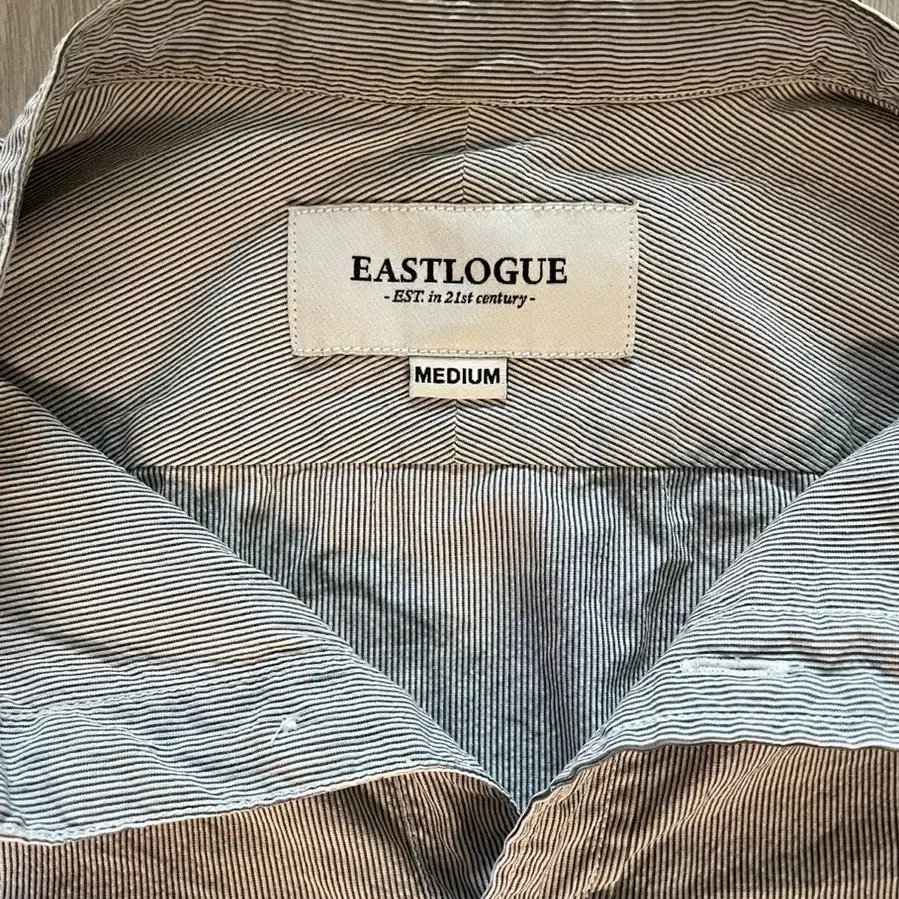 EASTLOGUE
- EST. in 21st century -
MEDIUM